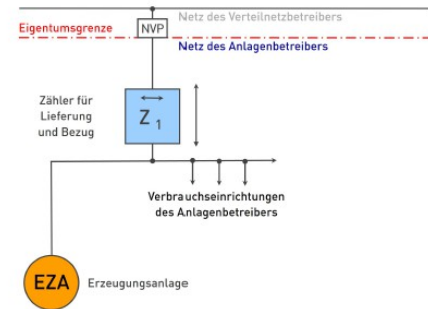 Netz des Verteilnetzbetreibers
Eigentumsgrenze
NVP
Netz des Anlagenbetreibers
Zähler für
Lieferung
und Bezug
Z 1
Verbrauchseinrichtungen
des Anlagenbetreibers
EZA
Erzeugungsanlage